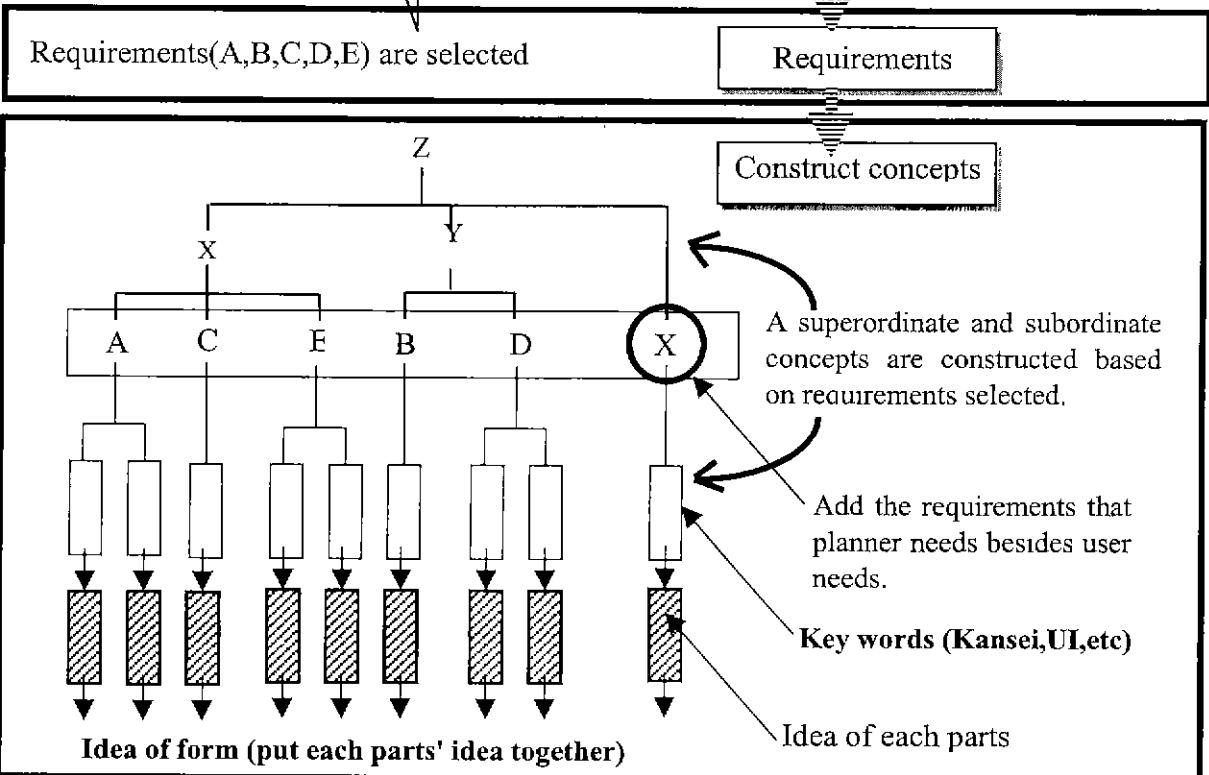 Requirements(A,B,C,D,E) are selected
Requirements
Construct concepts
Z
X
Y
A C E B D X
A superordinate and subordinate
concepts are constructed based
on requirements selected.
Add the requirements that
planner needs besides user
needs.
Key words (Kansei,UI,etc)
Idea of each parts
Idea of form (put each parts' idea together)